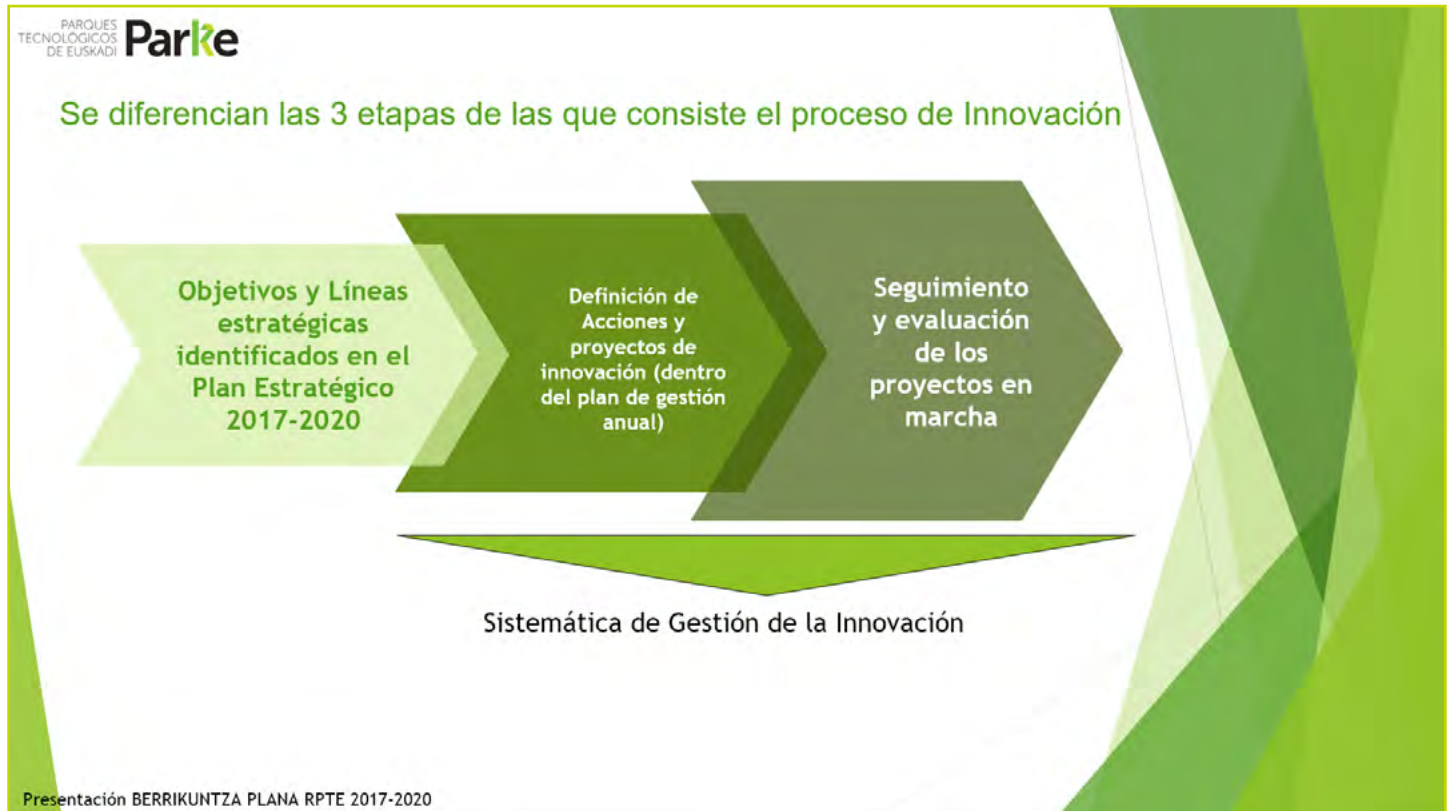 PARQUES
TECNOLÓGICOS
DE EUSKADI
Parke
Se diferencian las 3 etapas de las que consiste el proceso de Innovación
Objetivos y Líneas
estratégicas
identificados en el
Plan Estratégico
2017-2020
Definición de
Acciones y
proyectos de
innovación (dentro
del plan de gestión
anual)
Seguimiento
y evaluación
de los
proyectos en
marcha
Sistemática de Gestión de la Innovación
Presentación BERRIKUNTZA PLANA RPTE 2017-2020